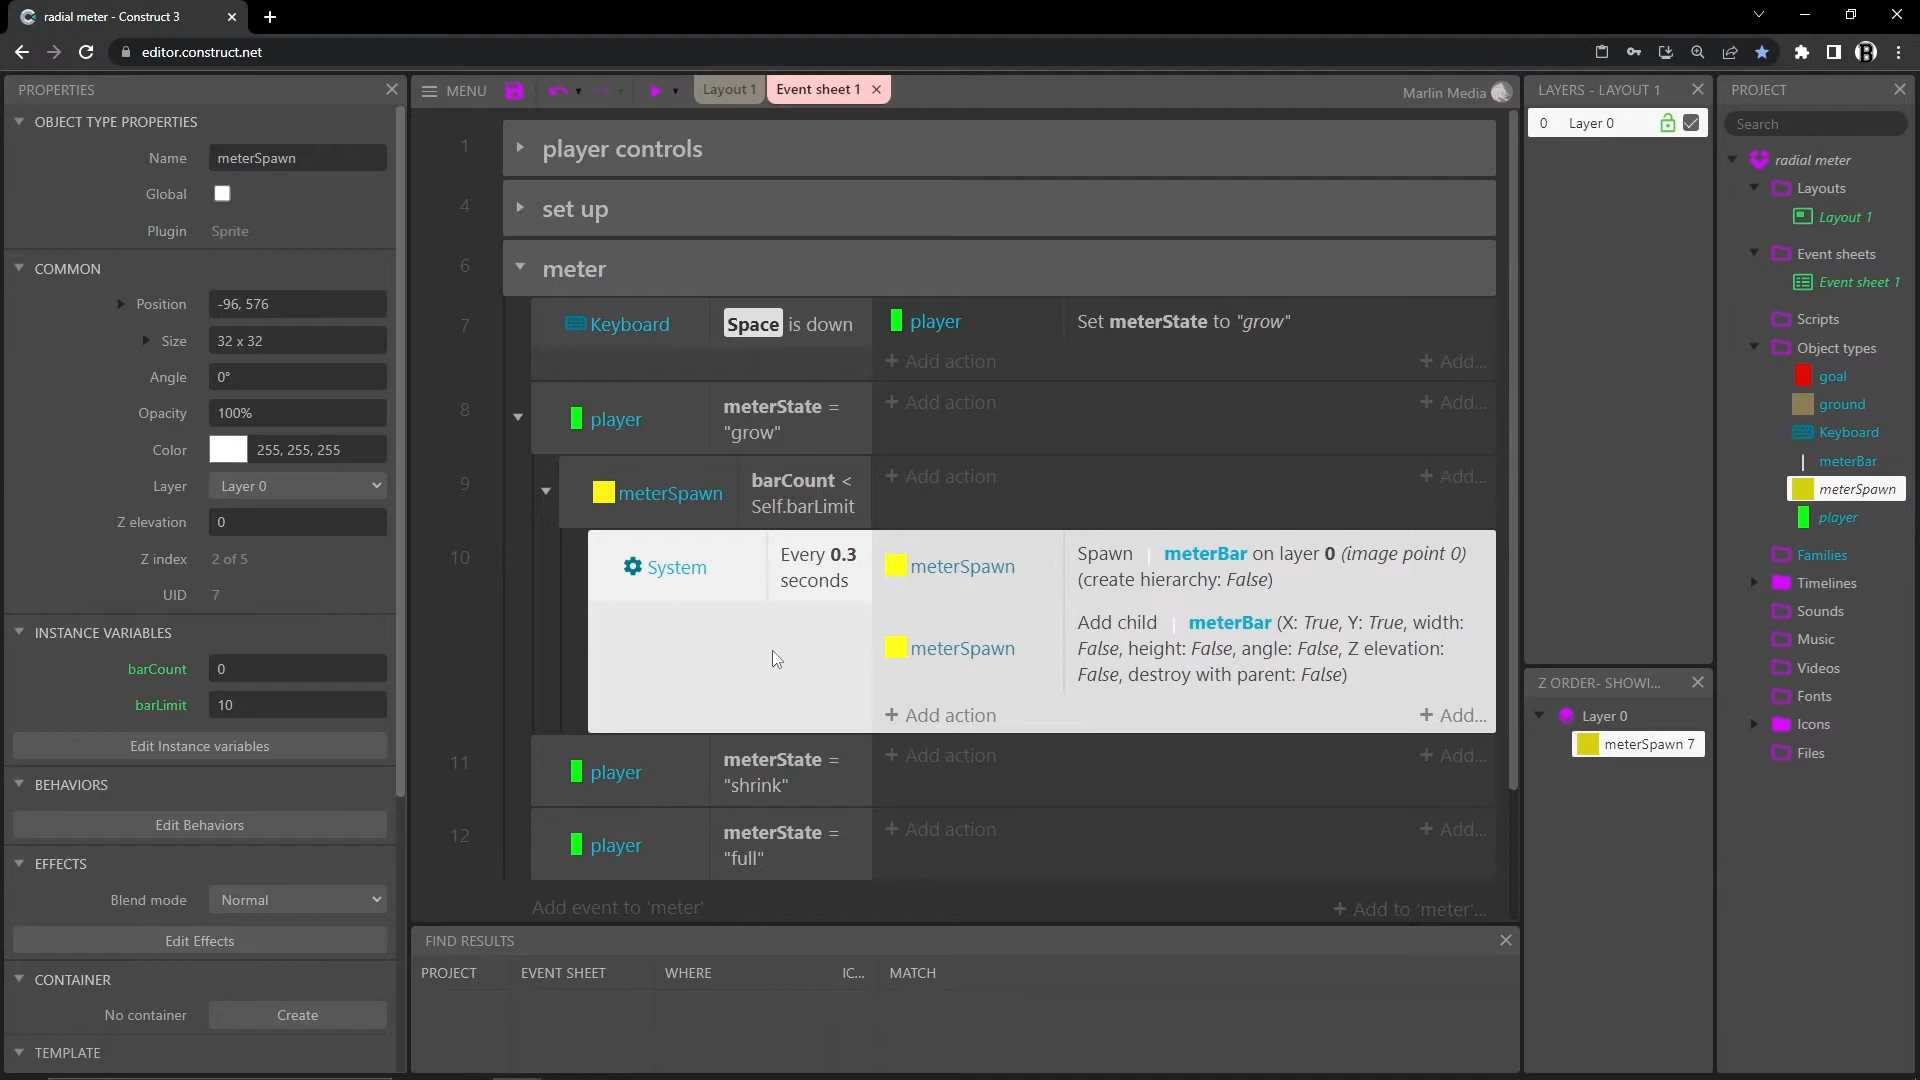 radial meter - Construct 3
editor.construct.net
PROPERTIES
OBJECT TYPE PROPERTIES
Name meterSpawn
Global
Plugin Sprite
COMMON
Position -96, 576
Size 32 x 32
Angle 0°
Opacity 100%
Color 255, 255, 255
Layer Layer 0
Z elevation 0
Z index 2 of 5
UID 7
INSTANCE VARIABLES
barCount 0
barLimit 10
Edit Instance variables
BEHAVIORS
Edit Behaviors
EFFECTS
Blend mode Normal
Edit Effects
CONTAINER
No container Create
TEMPLATE
MENU Layout 1 Event sheet 1 Marlin Media
1 player controls
4 set up
6 meter
7 Keyboard Space is down player Set meterState to "grow"
+ Add action + Add...
8 player meterState = + Add action + Add...
"grow"
9 meterSpawn barCount < + Add action + Add...
Self.barLimit
10 System Every 0.3 meterSpawn Spawn meterBar on layer 0 (image point 0)
seconds (create hierarchy: False)
meterSpawn Add child meterBar (X: True, Y: True, width:
False, height: False, angle: False, Z elevation:
False, destroy with parent: False)
+ Add action + Add...
11 player meterState = + Add action + Add...
"shrink"
12 player meterState = + Add action + Add...
"full"
Add event to 'meter' + Add to 'meter'...
FIND RESULTS
PROJECT EVENT SHEET WHERE IC... MATCH
LAYERS - LAYOUT 1
0 Layer 0
Z ORDER- SHOWI...
Layer 0
meterSpawn 7
PROJECT
Search
radial meter
Layouts
Layout 1
Event sheets
Event sheet 1
Scripts
Object types
goal
ground
Keyboard
meterBar
meterSpawn
player
Families
Timelines
Sounds
Music
Videos
Fonts
Icons
Files